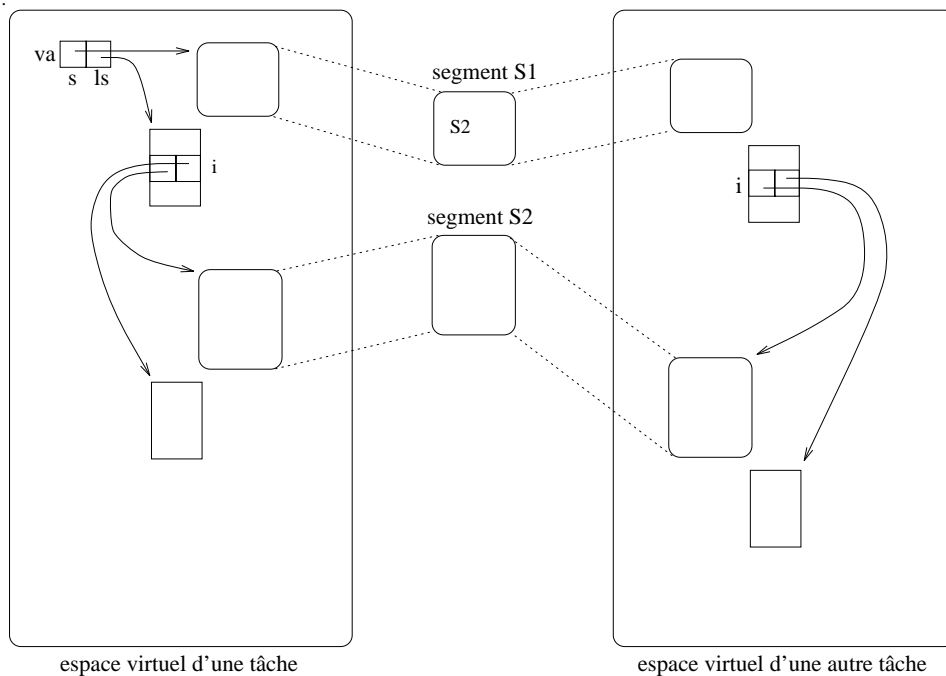 va
s ls
segment S1
S2
i
i
segment S2
espace virtuel d'une tâche
espace virtuel d'une autre tâche